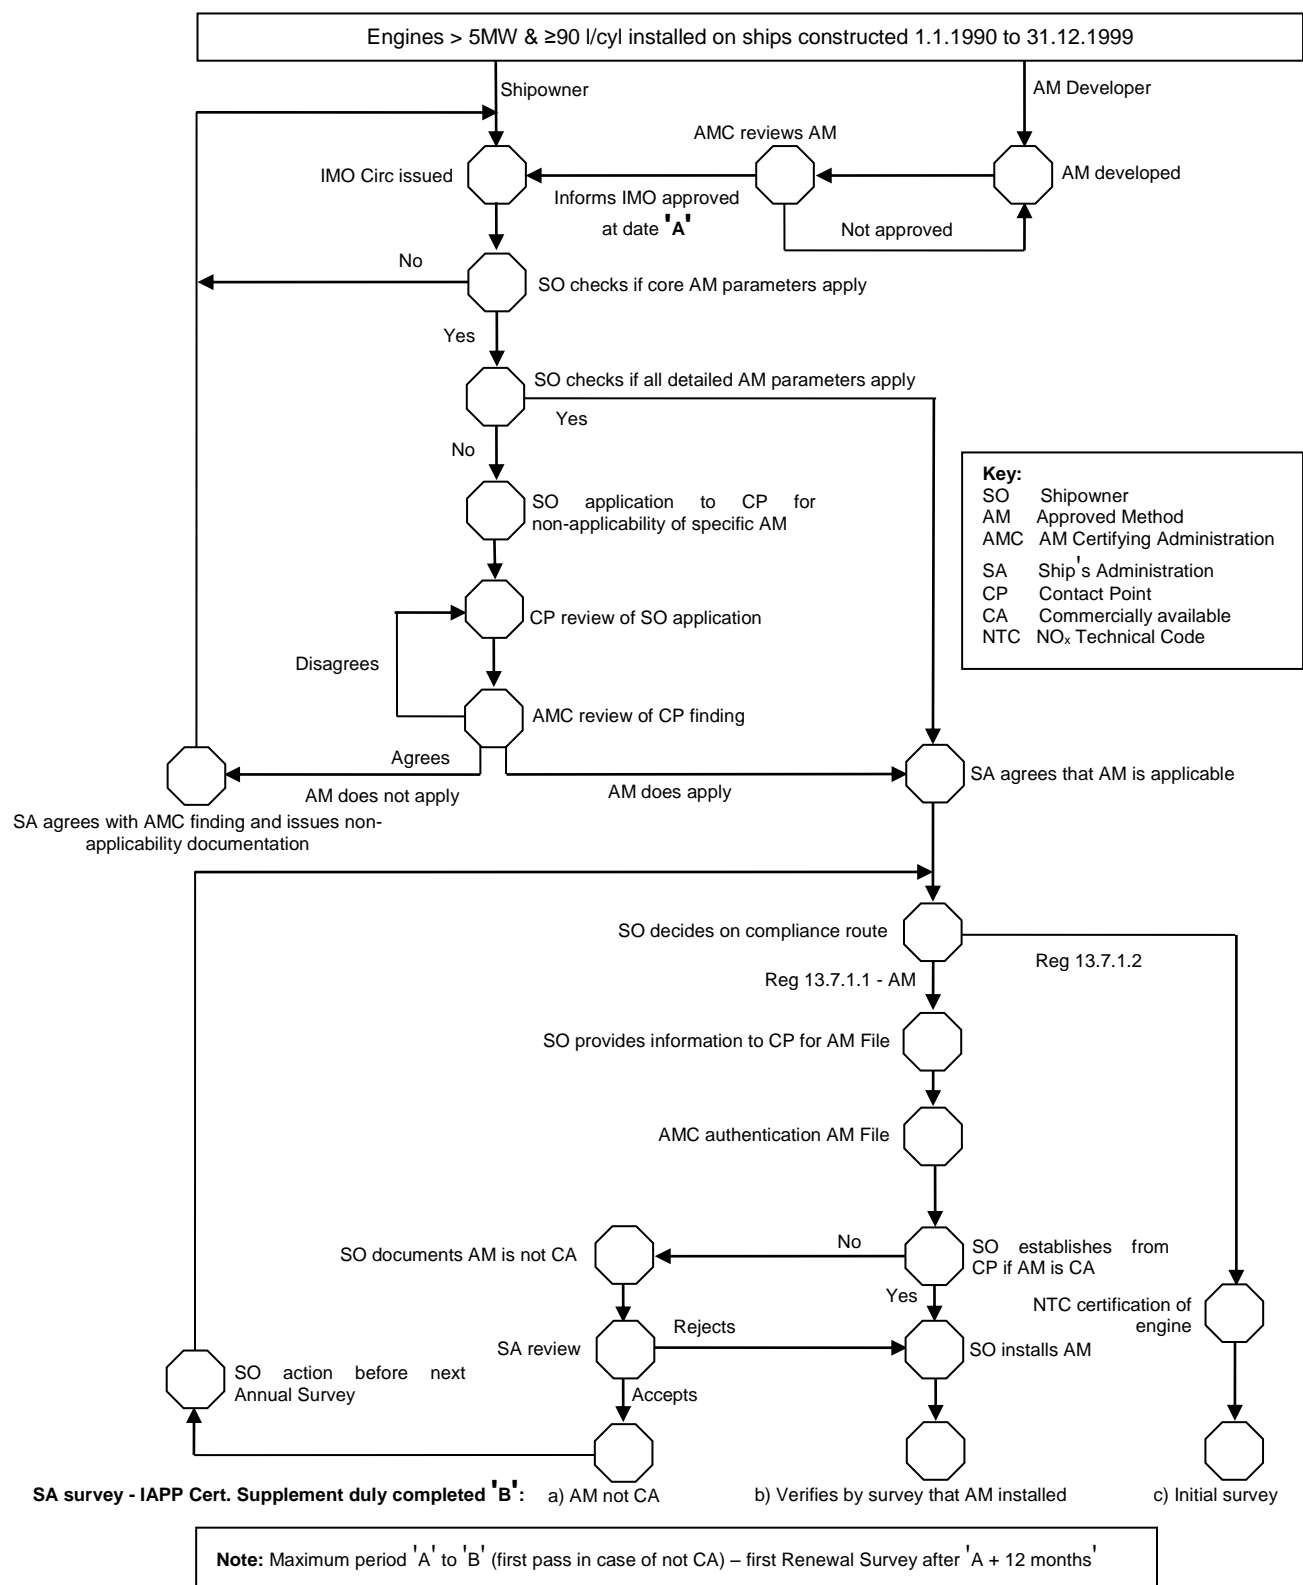 Engines > 5MW & ≥90 l/cyl installed on ships constructed 1.1.1990 to 31.12.1999
Shipowner
AM Developer
AMC reviews AM
IMO Circ issued
AM developed
Informs IMO approved
at date 'A'
Not approved
No
SO checks if core AM parameters apply
Yes
SO checks if all detailed AM parameters apply
Yes
No
SO application to CP for
non-applicability of specific AM
Key:
SO Shipowner
AM Approved Method
AMC AM Certifying Administration
SA Ship's Administration
CP Contact Point
CA Commercially available
NTC NOx Technical Code
CP review of SO application
Disagrees
AMC review of CP finding
Agrees
AM does not apply
AM does apply
SA agrees that AM is applicable
SA agrees with AMC finding and issues non-
applicability documentation
SO decides on compliance route
Reg 13.7.1.2
Reg 13.7.1.1 - AM
SO provides information to CP for AM File
AMC authentication AM File
No
SO documents AM is not CA
SO establishes from
CP if AM is CA
Yes
NTC certification of
engine
Rejects
SA review
SO installs AM
SO action before next
Annual Survey
Accepts
SA survey - IAPP Cert. Supplement duly completed 'B': a) AM not CA b) Verifies by survey that AM installed c) Initial survey
Note: Maximum period 'A' to 'B' (first pass in case of not CA) – first Renewal Survey after 'A + 12 months'